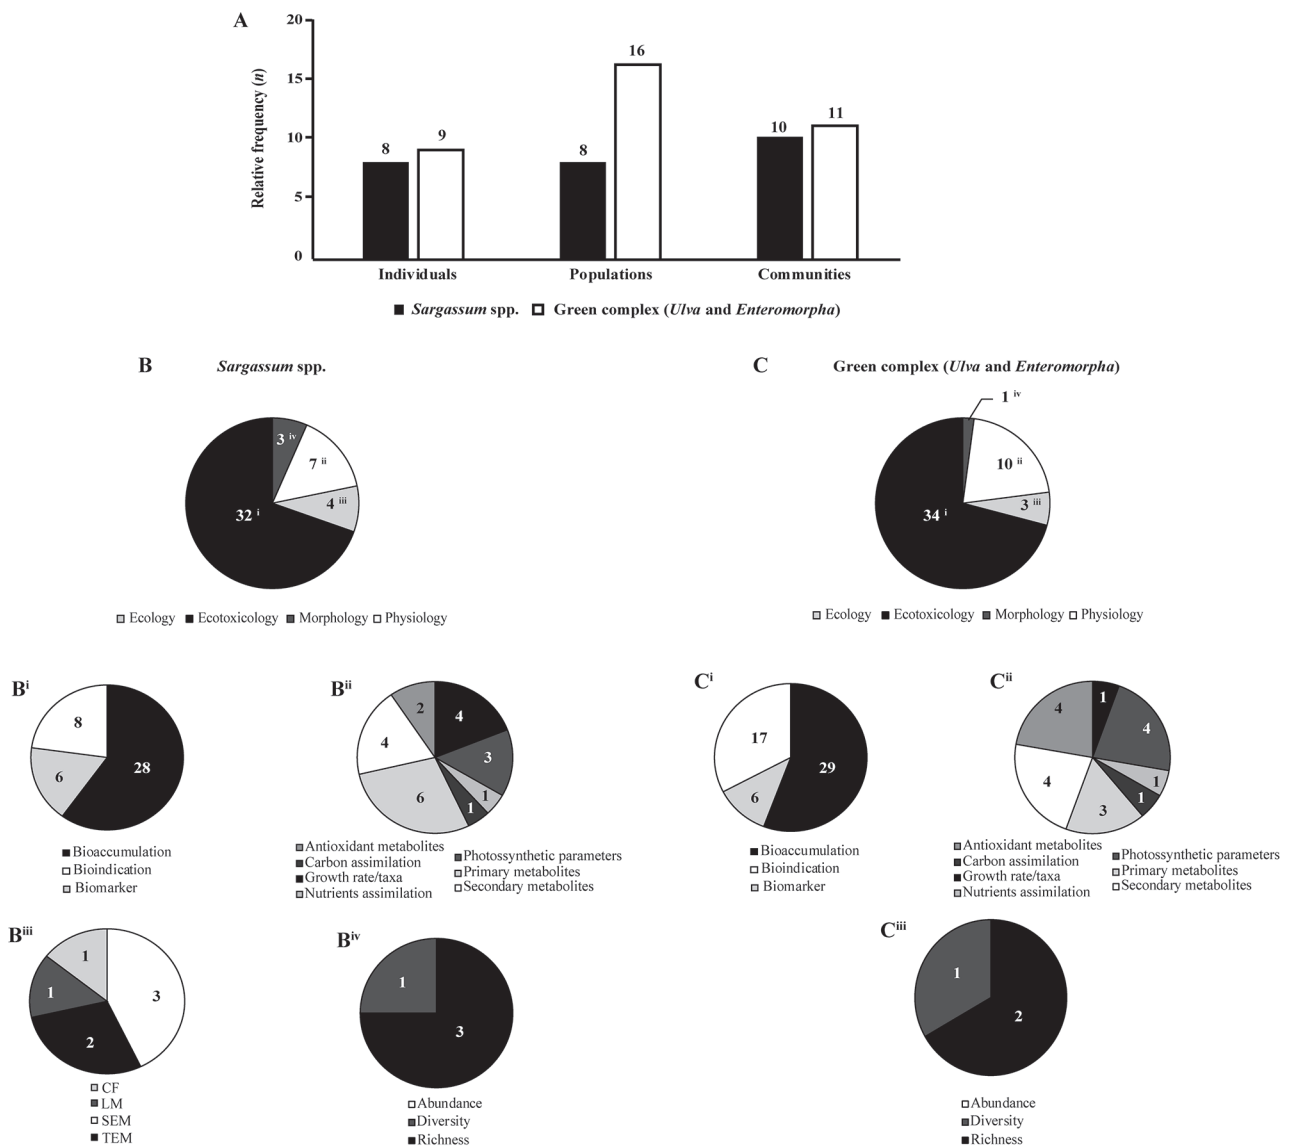 A
Relative frequency (n)
20
15
10
5
0
8
9
8
16
10
11
Individuals
Populations
Communities
Sargassum spp.
Green complex (Ulva and Enteromorpha)
B
Sargassum spp.
3 iv
7 ii
4 iii
32 i
Ecology
Ecotoxicology
Morphology
Physiology
C
Green complex (Ulva and Enteromorpha)
1 iv
10 ii
3 iii
34 i
Ecology
Ecotoxicology
Morphology
Physiology
Bi
8
6
28
Bioaccumulation
Bioindication
Biomarker
Bii
2
4
4
3
6
1
1
Antioxidant metabolites
Carbon assimilation
Growth rate/taxa
Nutrients assimilation
Photossynthetic parameters
Primary metabolites
Secondary metabolites
Ci
17
6
29
Bioaccumulation
Bioindication
Biomarker
Cii
4
1
4
4
3
1
1
Antioxidant metabolites
Carbon assimilation
Growth rate/taxa
Nutrients assimilation
Photossynthetic parameters
Primary metabolites
Secondary metabolites
Biii
1
1
3
2
CF
LM
SEM
TEM
Biv
1
3
Abundance
Diversity
Richness
Ciii
1
2
Abundance
Diversity
Richness